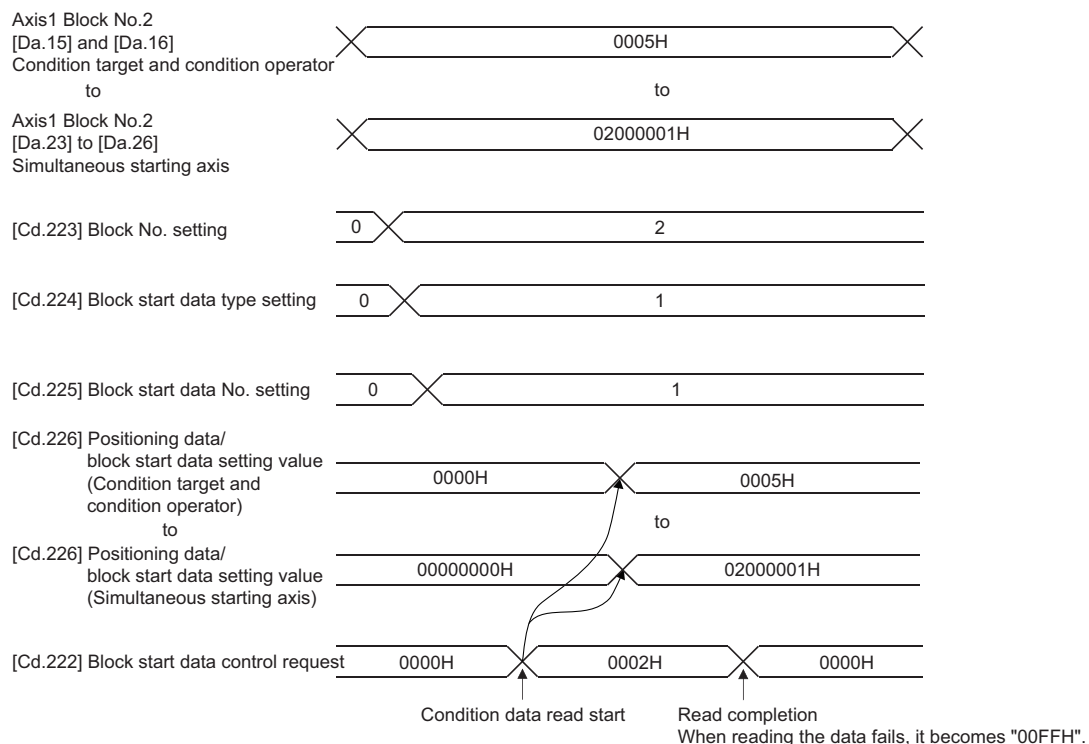 Axis1 Block No.2
[Da.15] and [Da.16]
Condition target and condition operator
0005H
to
to
Axis1 Block No.2
[Da.23] to [Da.26]
Simultaneous starting axis
02000001H
[Cd.223] Block No. setting
0
2
[Cd.224] Block start data type setting
0
1
[Cd.225] Block start data No. setting
0
1
[Cd.226] Positioning data/
block start data setting value
(Condition target and
condition operator)
0000H
0005H
to
to
[Cd.226] Positioning data/
block start data setting value
(Simultaneous starting axis)
00000000H
02000001H
[Cd.222] Block start data control request
0000H
0002H
0000H
Condition data read start
Read completion
When reading the data fails, it becomes "00FFH".